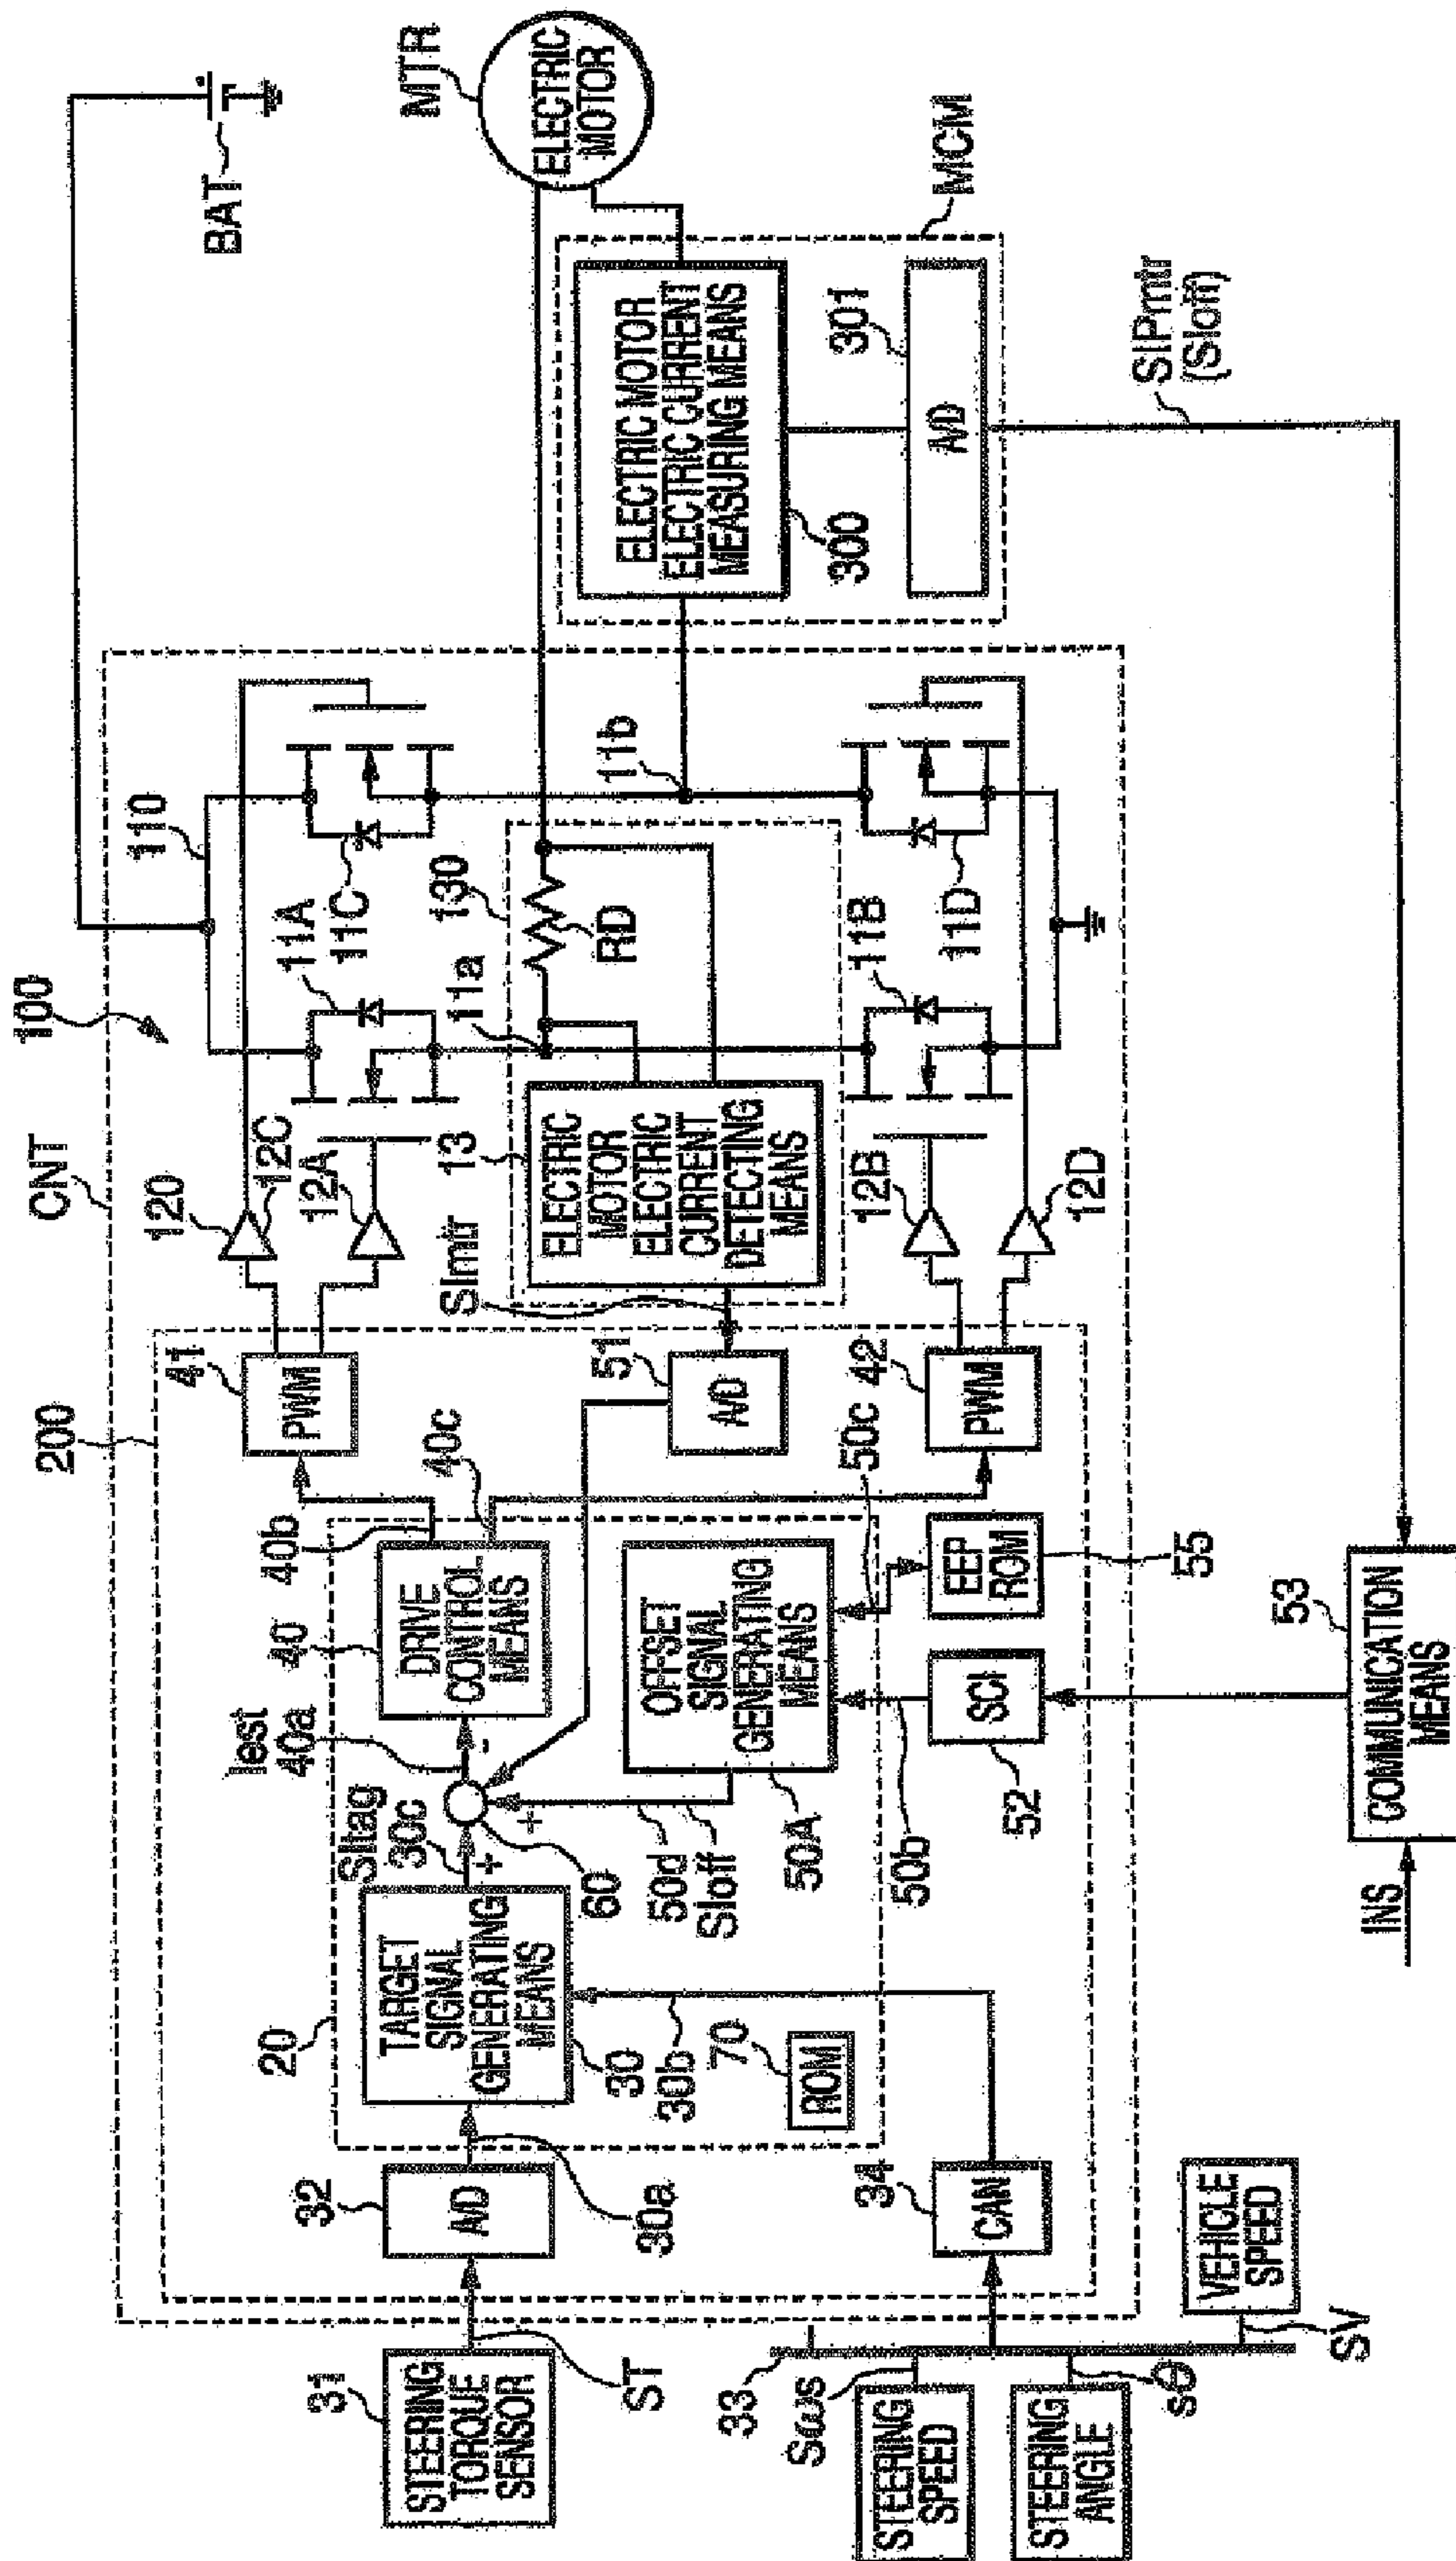 100
CNT
200
20
BAT
MTR
ELECTRIC
MOTOR
MCM
ELECTRIC MOTOR
ELECTRIC CURRENT
MEASURING MEANS
300
301
A/D
SIPmtr
(SIoff)
110
11A
11C
11a
11b
130
RD
11B
11D
120
12C
12A
12B
12D
13
ELECTRIC
MOTOR
ELECTRIC
CURRENT
DETECTING
MEANS
SImtr
41
PWM
51
A/D
42
PWM
40b
40c
40
DRIVE
CONTROL
MEANS
Iest
40a
-
SItag
30c
+
+
60
50d
SIoff
OFFSET
SIGNAL
GENERATING
MEANS
50A
50c
50b
EEP
ROM
55
SCI
52
53
COMMUNICATION
MEANS
INS
TARGET
SIGNAL
GENERATING
MEANS
30
30b
70
ROM
32
A/D
30a
34
CAN
31
STEERING
TORQUE
SENSOR
ST
33
Sws
STEERING
SPEED
STEERING
ANGLE
sθ
VEHICLE
SPEED
SV